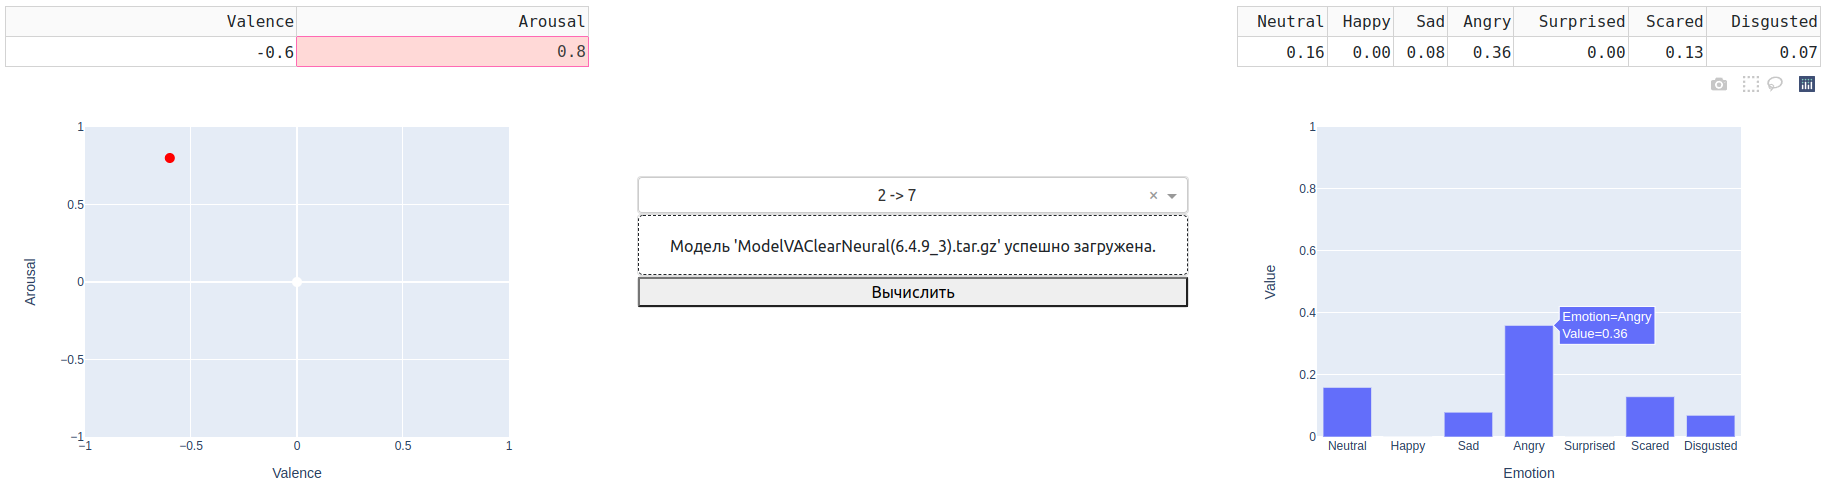 Valence Arousal
-0.6 0.8
1
0.5
0
−0.5
−1
−1 −0.5 0 0.5 1
Arousal
Valence
2 -> 7
× 
Модель 'ModelVAClearNeural(6.4.9_3).tar.gz' успешно загружена.
Вычислить
Neutral Happy Sad Angry Surprised Scared Disgusted
0.16 0.00 0.08 0.36 0.00 0.13 0.07
1
0.8
0.6
0.4
0.2
0
Value
Emotion=Angry
Value=0.36
Neutral Happy Sad Angry Surprised Scared Disgusted
Emotion